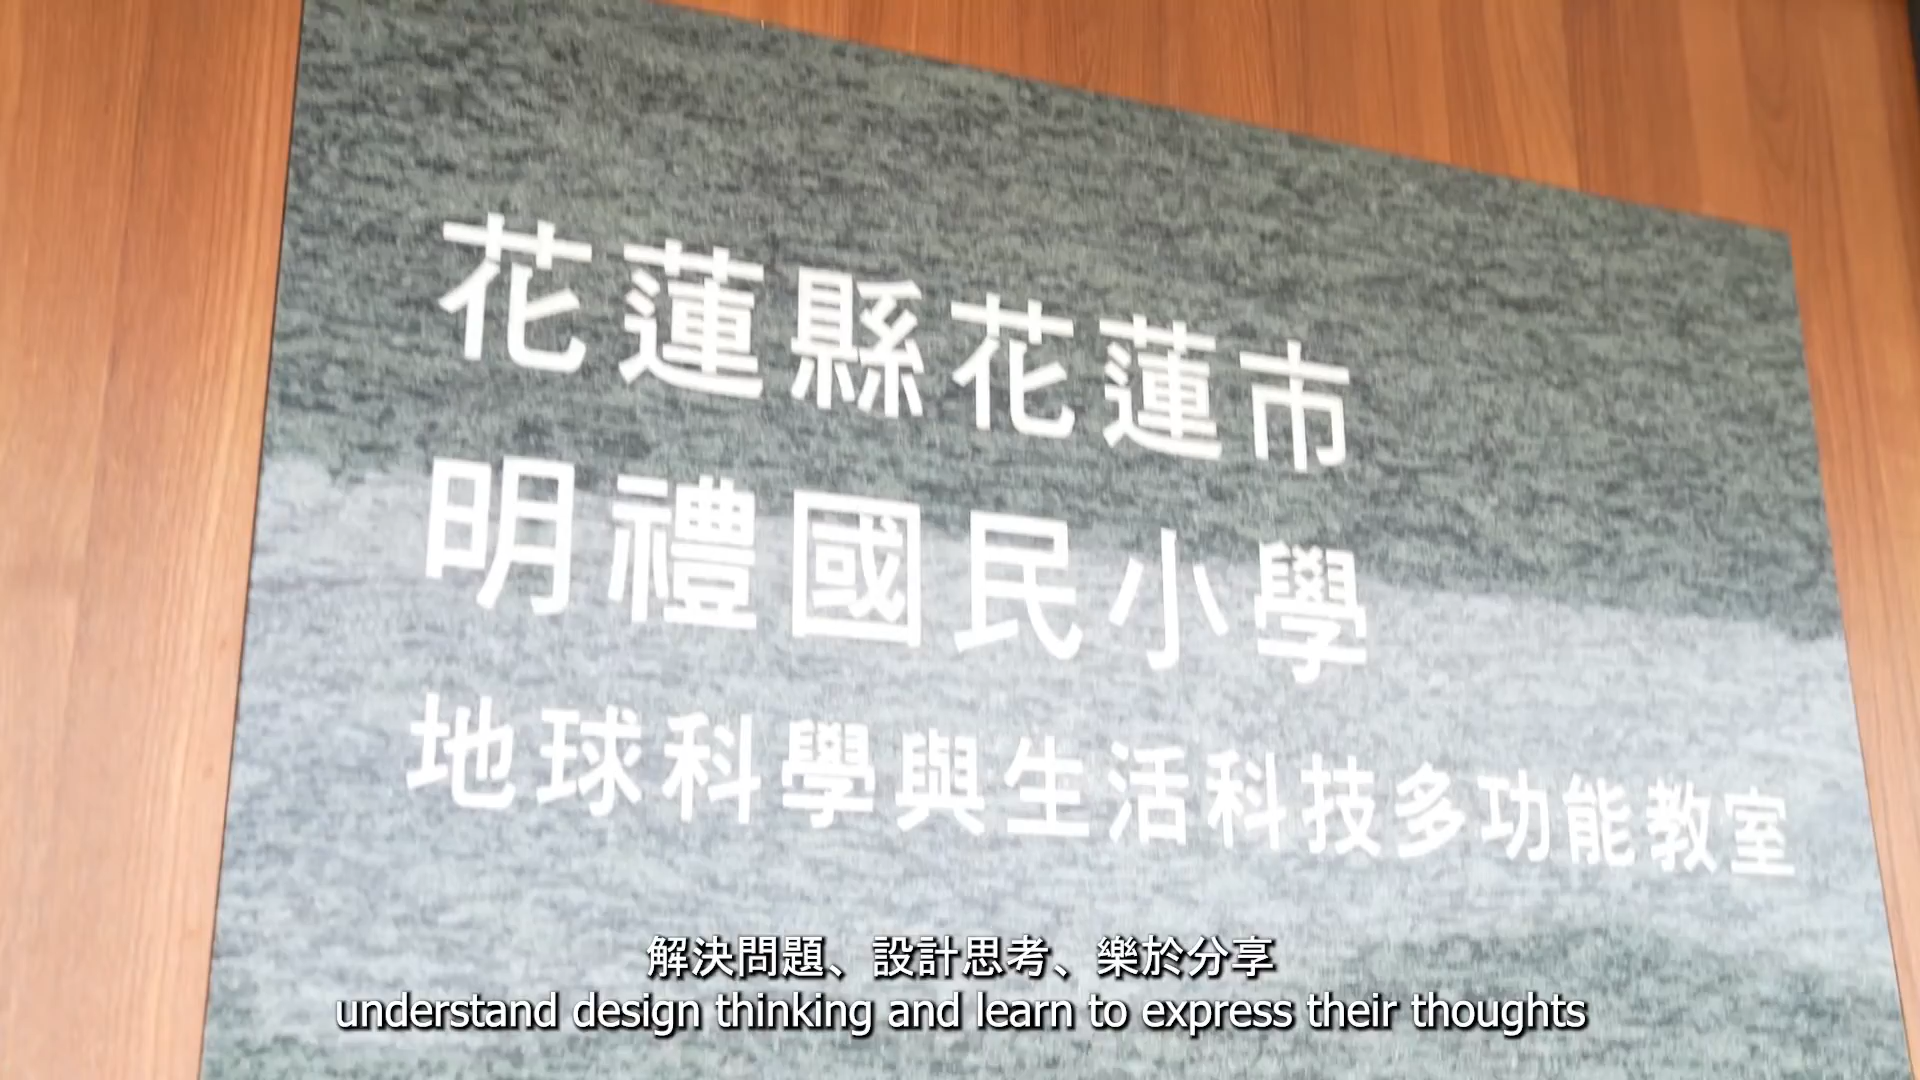 花蓮縣花蓮市
明禮國民小學
地球科學與生活科技多功能教室
解決問題、設計思考、樂於分享
understand design thinking and learn to express their thoughts